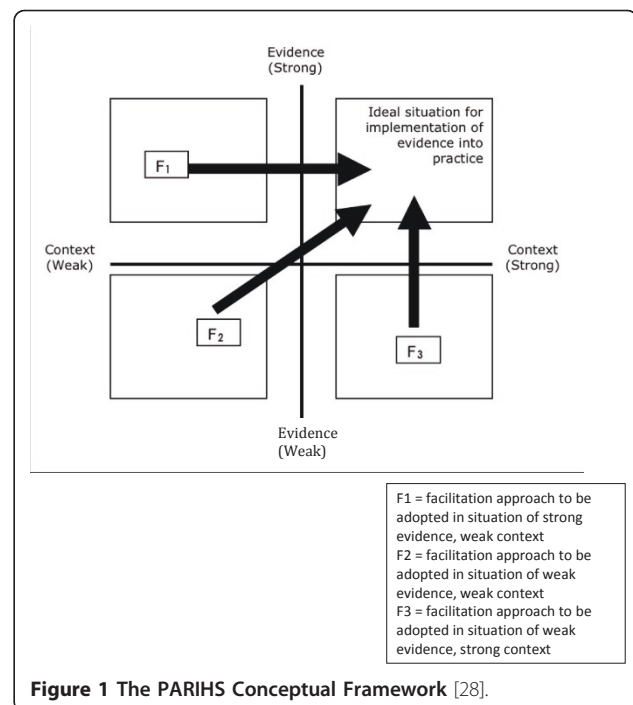 Evidence
(Strong)
Ideal situation for
implementation of
evidence into
practice
F1
Context
(Weak)
Context
(Strong)
F2
F3
Evidence
(Weak)
F1 = facilitation approach to be
adopted in situation of strong
evidence, weak context
F2 = facilitation approach to be
adopted in situation of weak
evidence, weak context
F3 = facilitation approach to be
adopted in situation of weak
evidence, strong context
Figure 1 The PARIHS Conceptual Framework [28].